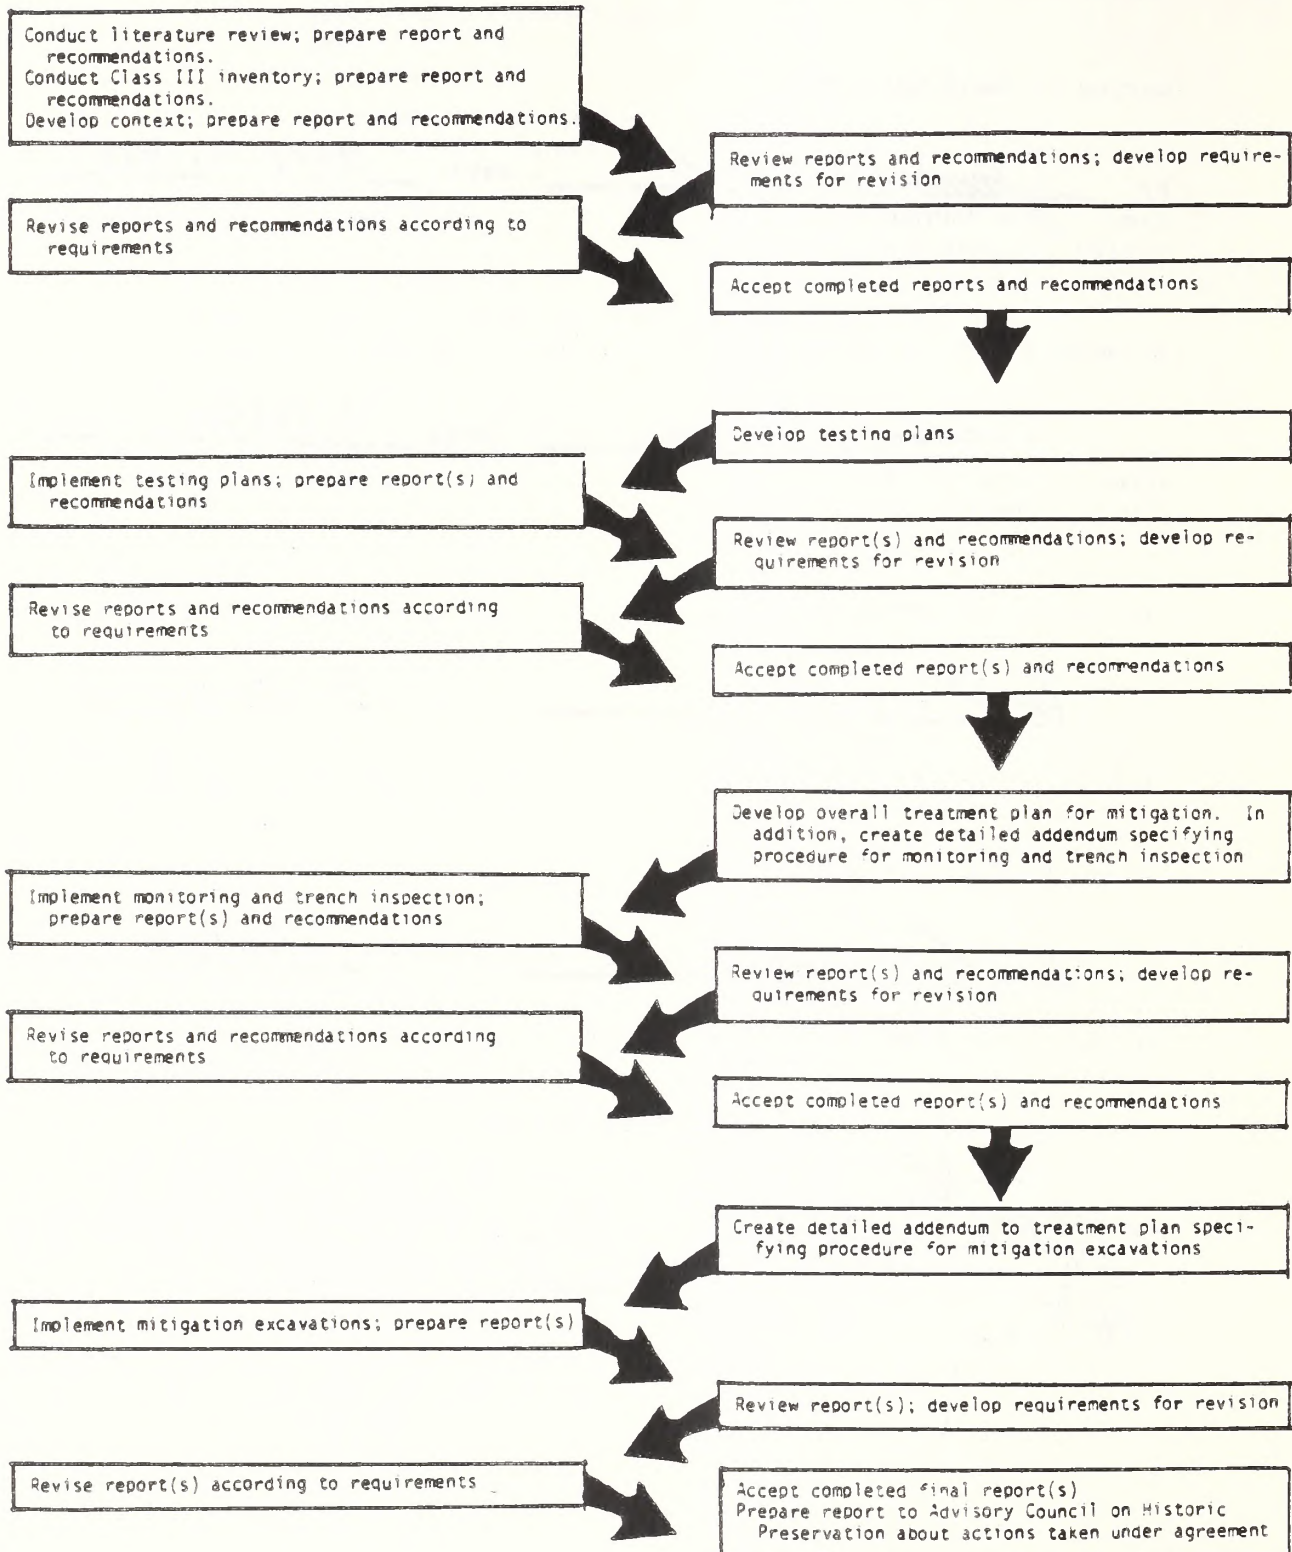 Conduct literature review; prepare report and
recommendations.
Conduct Class III inventory; prepare report and
recommendations.
Develop context; prepare report and recommendations.
Review reports and recommendations; develop require-
ments for revision
Revise reports and recommendations according to
requirements
Accept completed reports and recommendations
Develop testing plans
Implement testing plans; prepare report(s) and
recommendations
Review report(s) and recommendations; develop re-
quirements for revision
Revise reports and recommendations according
to requirements
Accept completed report(s) and recommendations
Develop overall treatment plan for mitigation. In
addition, create detailed addendum specifying
procedure for monitoring and trench inspection
Implement monitoring and trench inspection;
prepare report(s) and recommendations
Review report(s) and recommendations; develop re-
quirements for revision
Revise reports and recommendations according
to requirements
Accept completed report(s) and recommendations
Create detailed addendum to treatment plan speci-
fying procedure for mitigation excavations
Implement mitigation excavations; prepare report(s)
Review report(s); develop requirements for revision
Revise report(s) according to requirements
Accept completed final report(s)
Prepare report to Advisory Council on Historic
Preservation about actions taken under agreement